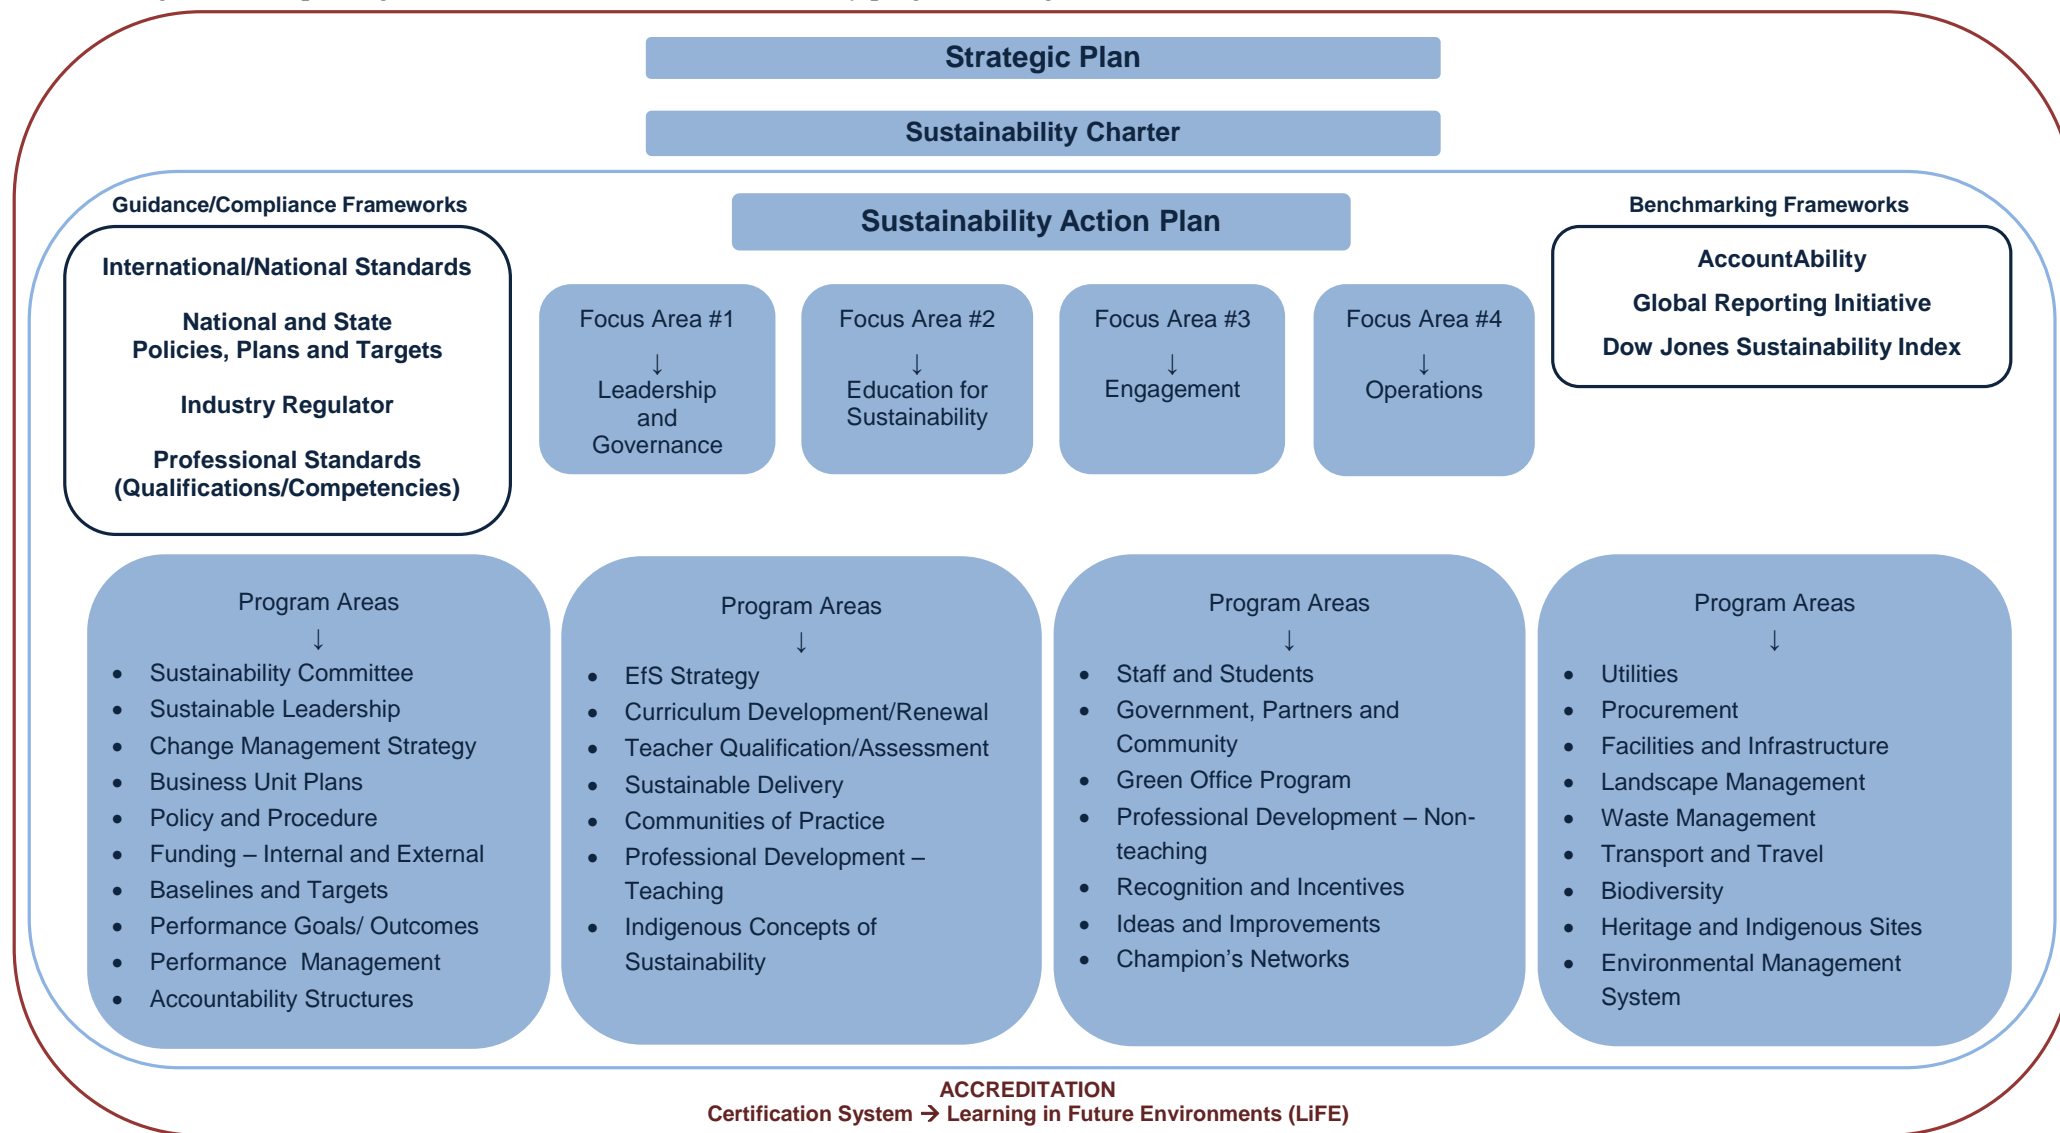 Strategic Plan
Sustainability Charter
Guidance/Compliance Frameworks
International/National Standards
National and State
Policies, Plans and Targets
Industry Regulator
Professional Standards
(Qualifications/Competencies)
Sustainability Action Plan
Focus Area #1
↓
Leadership
and
Governance
Focus Area #2
↓
Education for
Sustainability
Focus Area #3
↓
Engagement
Focus Area #4
↓
Operations
Benchmarking Frameworks
AccountAbility
Global Reporting Initiative
Dow Jones Sustainability Index
Program Areas
↓
• Sustainability Committee
• Sustainable Leadership
• Change Management Strategy
• Business Unit Plans
• Policy and Procedure
• Funding – Internal and External
• Baselines and Targets
• Performance Goals/ Outcomes
• Performance  Management
• Accountability Structures
Program Areas
↓
• EfS Strategy
• Curriculum Development/Renewal
• Teacher Qualification/Assessment
• Sustainable Delivery
• Communities of Practice
• Professional Development –
Teaching
• Indigenous Concepts of
Sustainability
Program Areas
↓
• Staff and Students
• Government, Partners and
Community
• Green Office Program
• Professional Development – Non-
teaching
• Recognition and Incentives
• Ideas and Improvements
• Champion's Networks
Program Areas
↓
• Utilities
• Procurement
• Facilities and Infrastructure
• Landscape Management
• Waste Management
• Transport and Travel
• Biodiversity
• Heritage and Indigenous Sites
• Environmental Management
System
ACCREDITATION
Certification System → Learning in Future Environments (LiFE)